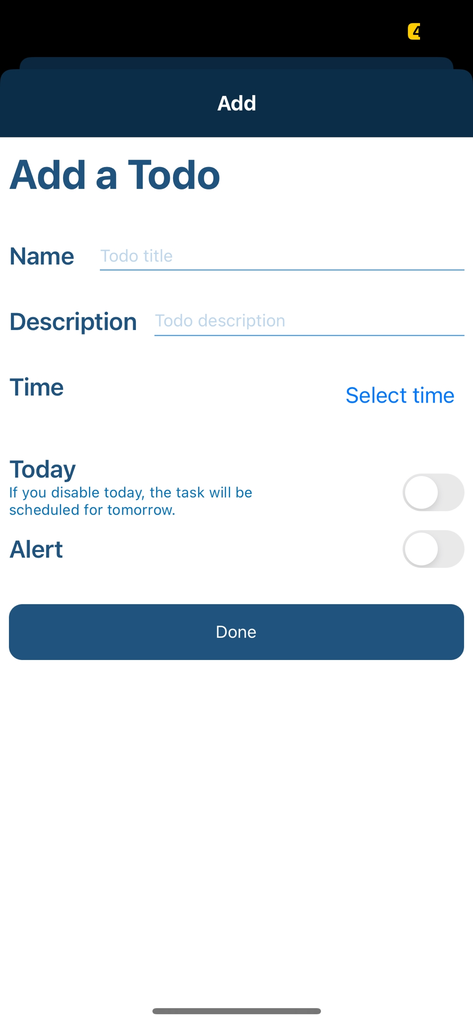 Add
Add a Todo
Name
Todo title
Description
Todo description
Time
Select time
Today
If you disable today, the task will be
scheduled for tomorrow.
Alert
Done